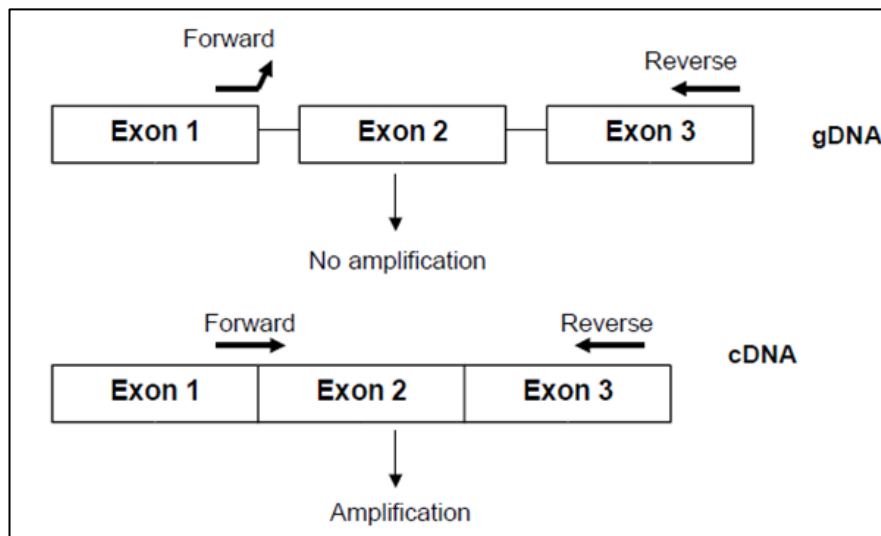 Forward
Reverse
Exon 1 Exon 2 Exon 3 gDNA
No amplification
Forward Reverse
cDNA
Exon 1 Exon 2 Exon 3
Amplification